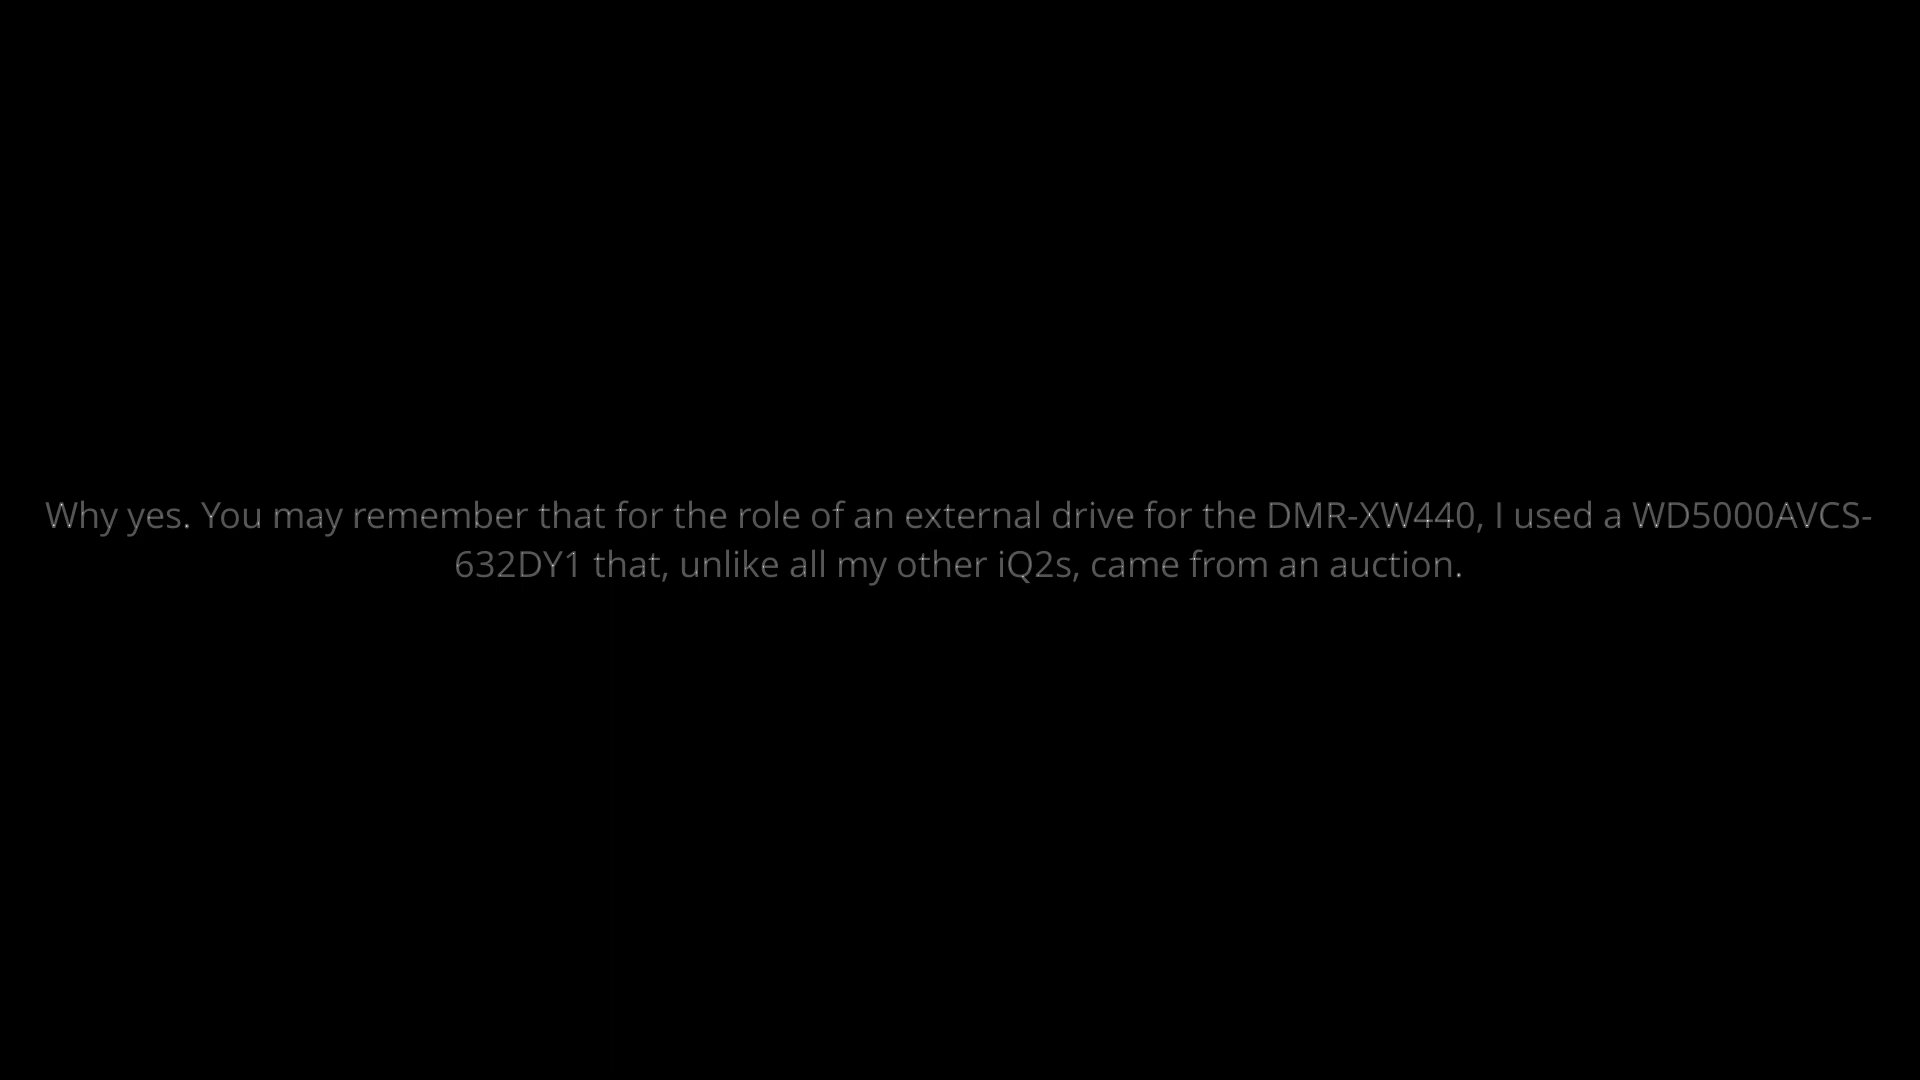 Why yes. You may remember that for the role of an external drive for the DMR-XW440, I used a WD5000AVCS-
632DY1 that, unlike all my other iQ2s, came from an auction.